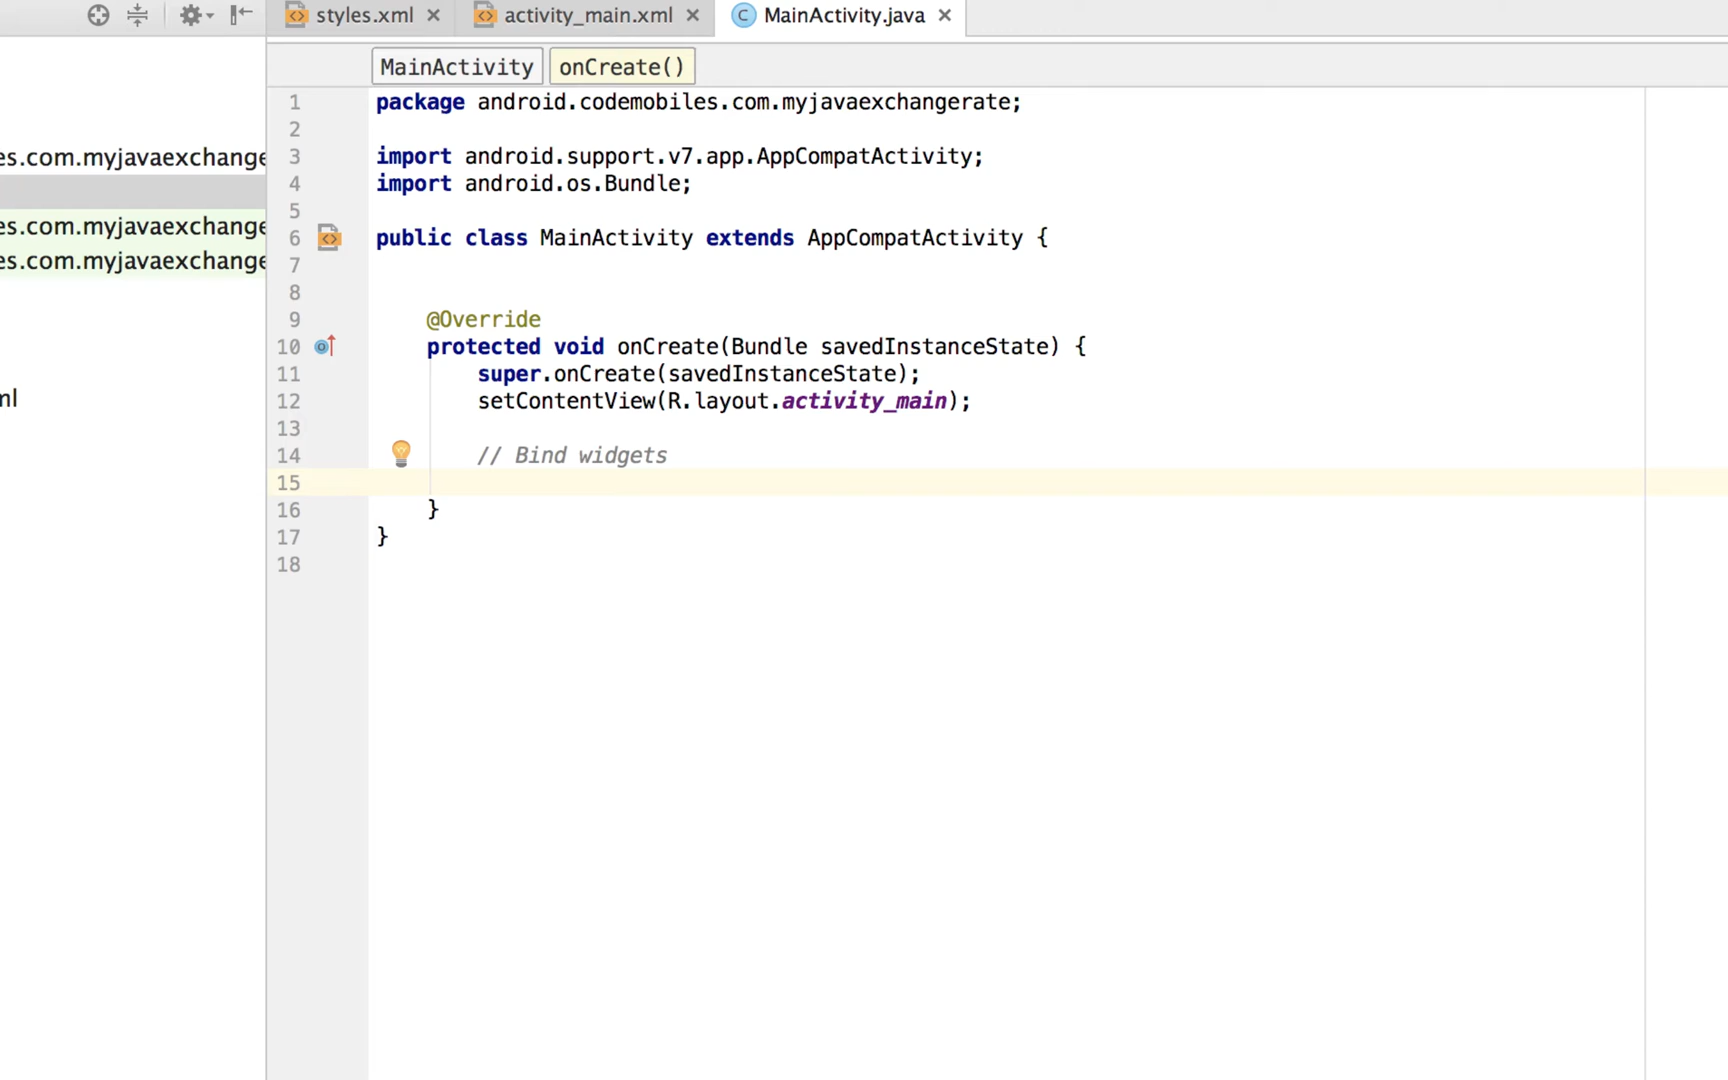 styles.xml
activity_main.xml
MainActivity.java
MainActivity
onCreate()
es.com.myjavaexchange
es.com.myjavaexchange
es.com.myjavaexchange
ml
1 package android.codemobiles.com.myjavaexchangerate;
2
3 import android.support.v7.app.AppCompatActivity;
4 import android.os.Bundle;
5
6 public class MainActivity extends AppCompatActivity {
7
8
9 @Override
10 protected void onCreate(Bundle savedInstanceState) {
11 super.onCreate(savedInstanceState);
12 setContentView(R.layout.activity_main);
13
14 // Bind widgets
15
16 }
17 }
18